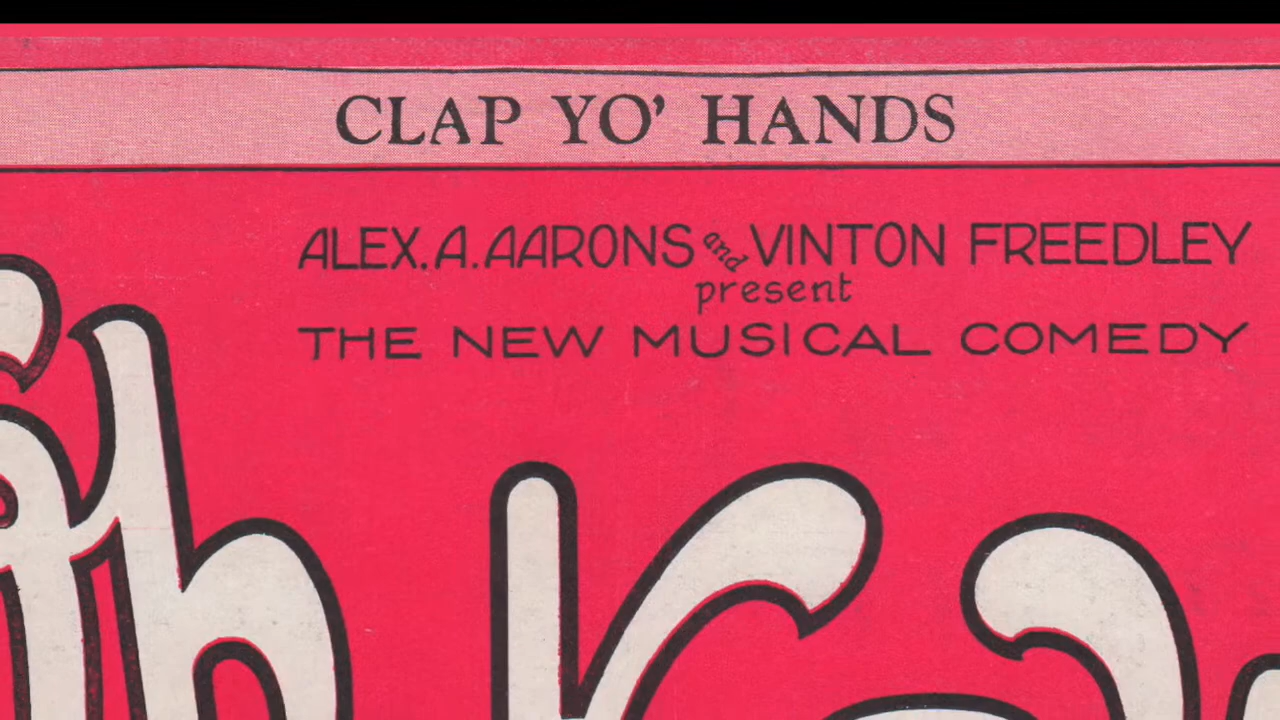 CLAP YO' HANDS
ALEX. A. AARONS and VINTON FREEDLEY
present
THE NEW MUSICAL COMEDY